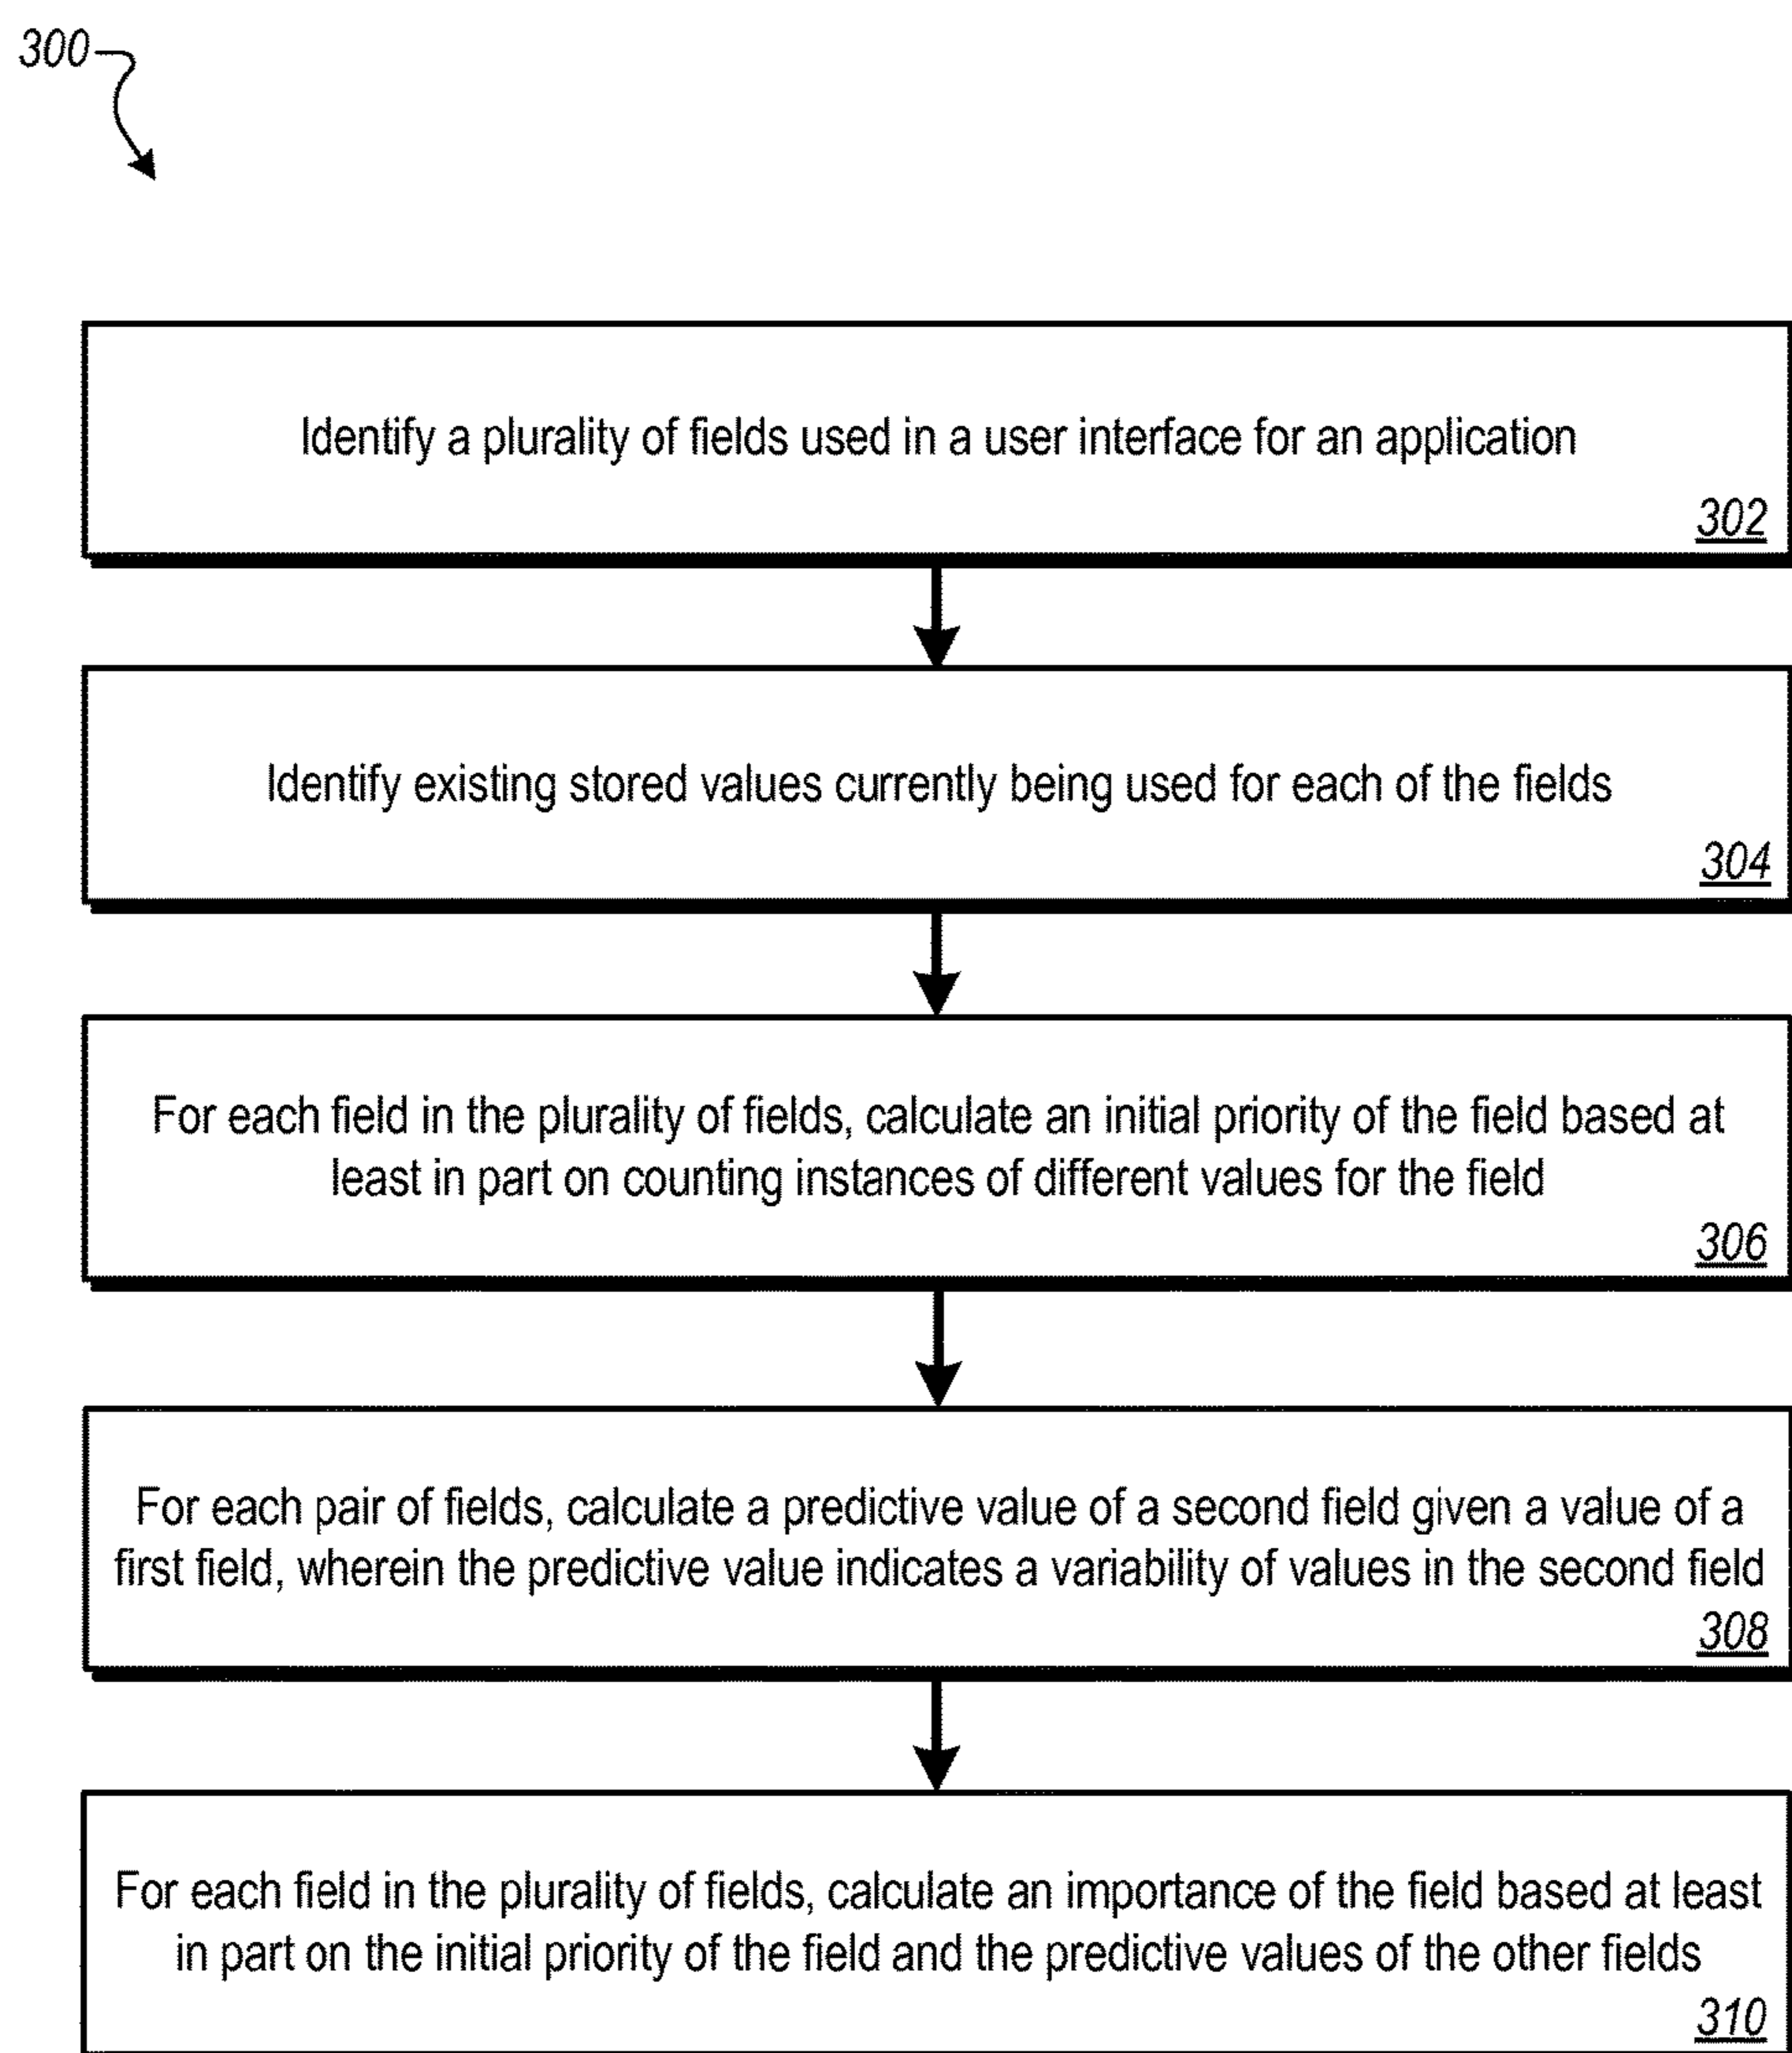 300
Identify a plurality of fields used in a user interface for an application
302
Identify existing stored values currently being used for each of the fields
304
For each field in the plurality of fields, calculate an initial priority of the field based at
least in part on counting instances of different values for the field
306
For each pair of fields, calculate a predictive value of a second field given a value of a
first field, wherein the predictive value indicates a variability of values in the second field
308
For each field in the plurality of fields, calculate an importance of the field based at least
in part on the initial priority of the field and the predictive values of the other fields
310